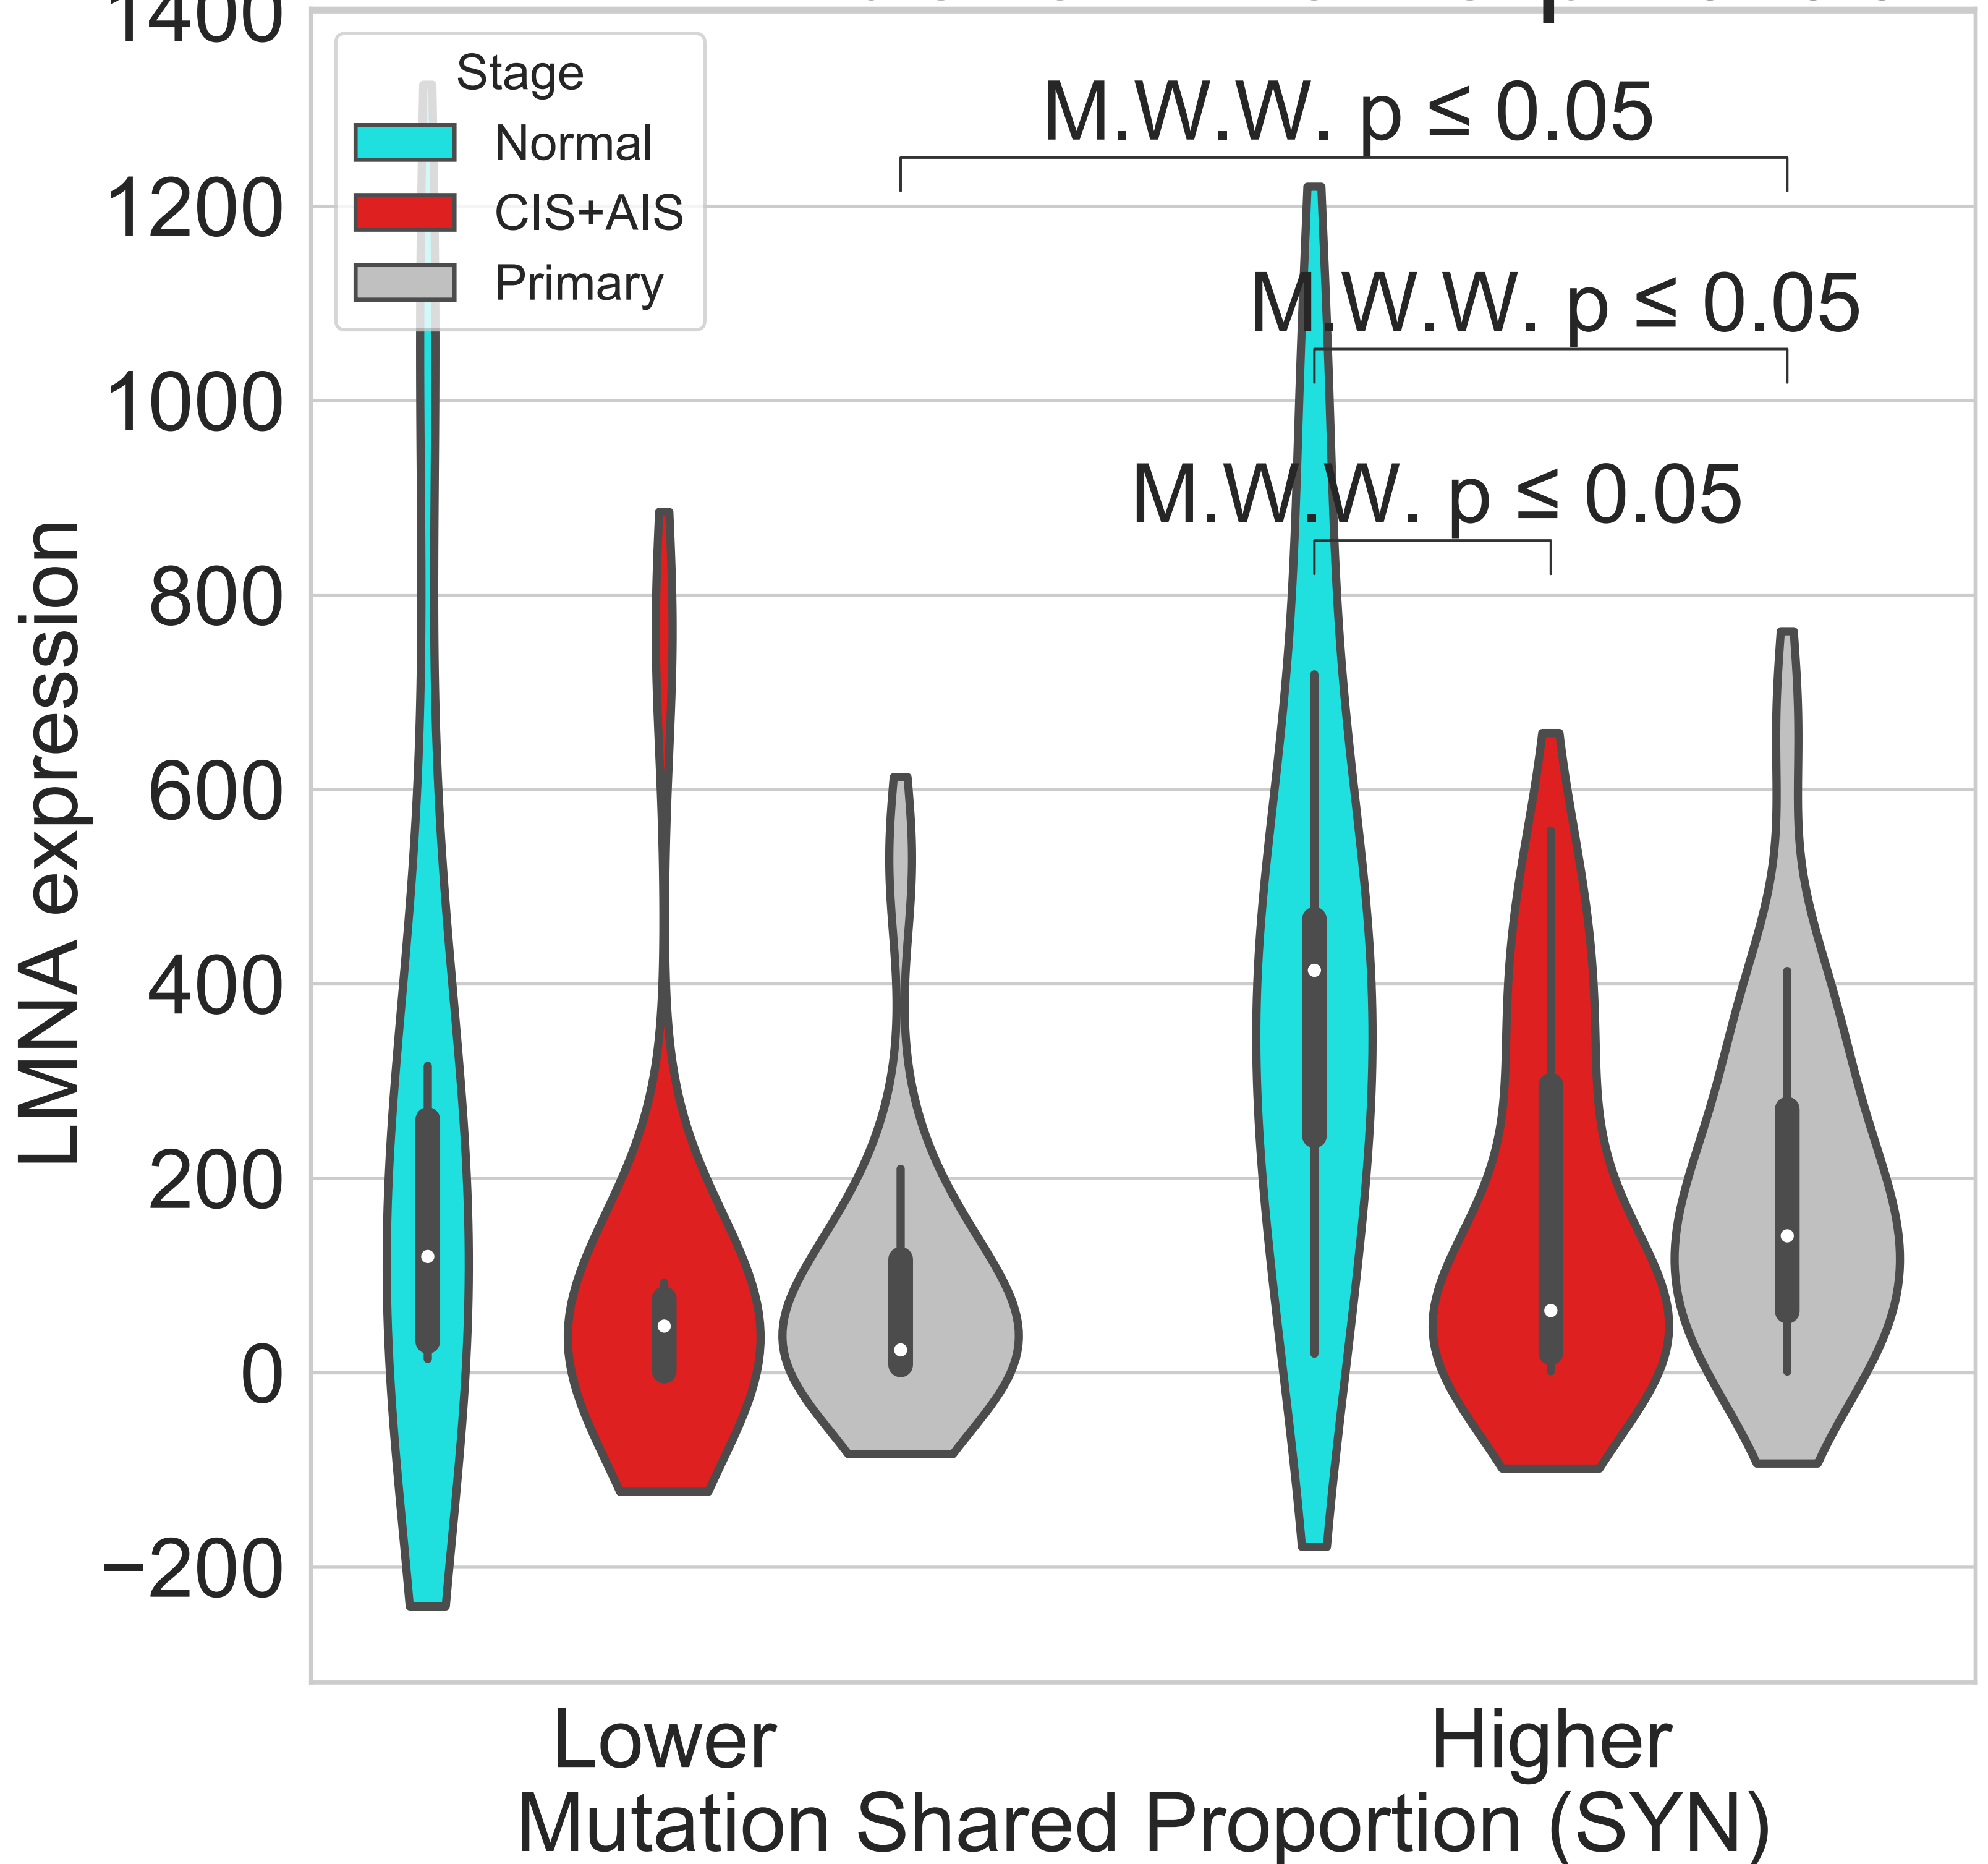 1400
Stage
Normal
CIS+AIS
Primary
M.W.W. p ≤ 0.05
M.W.W. p ≤ 0.05
M.W.W. p ≤ 0.05
1200
1000
800
600
400
200
0
−200
LMNA expression
Lower
Higher
Mutation Shared Proportion (SYN)